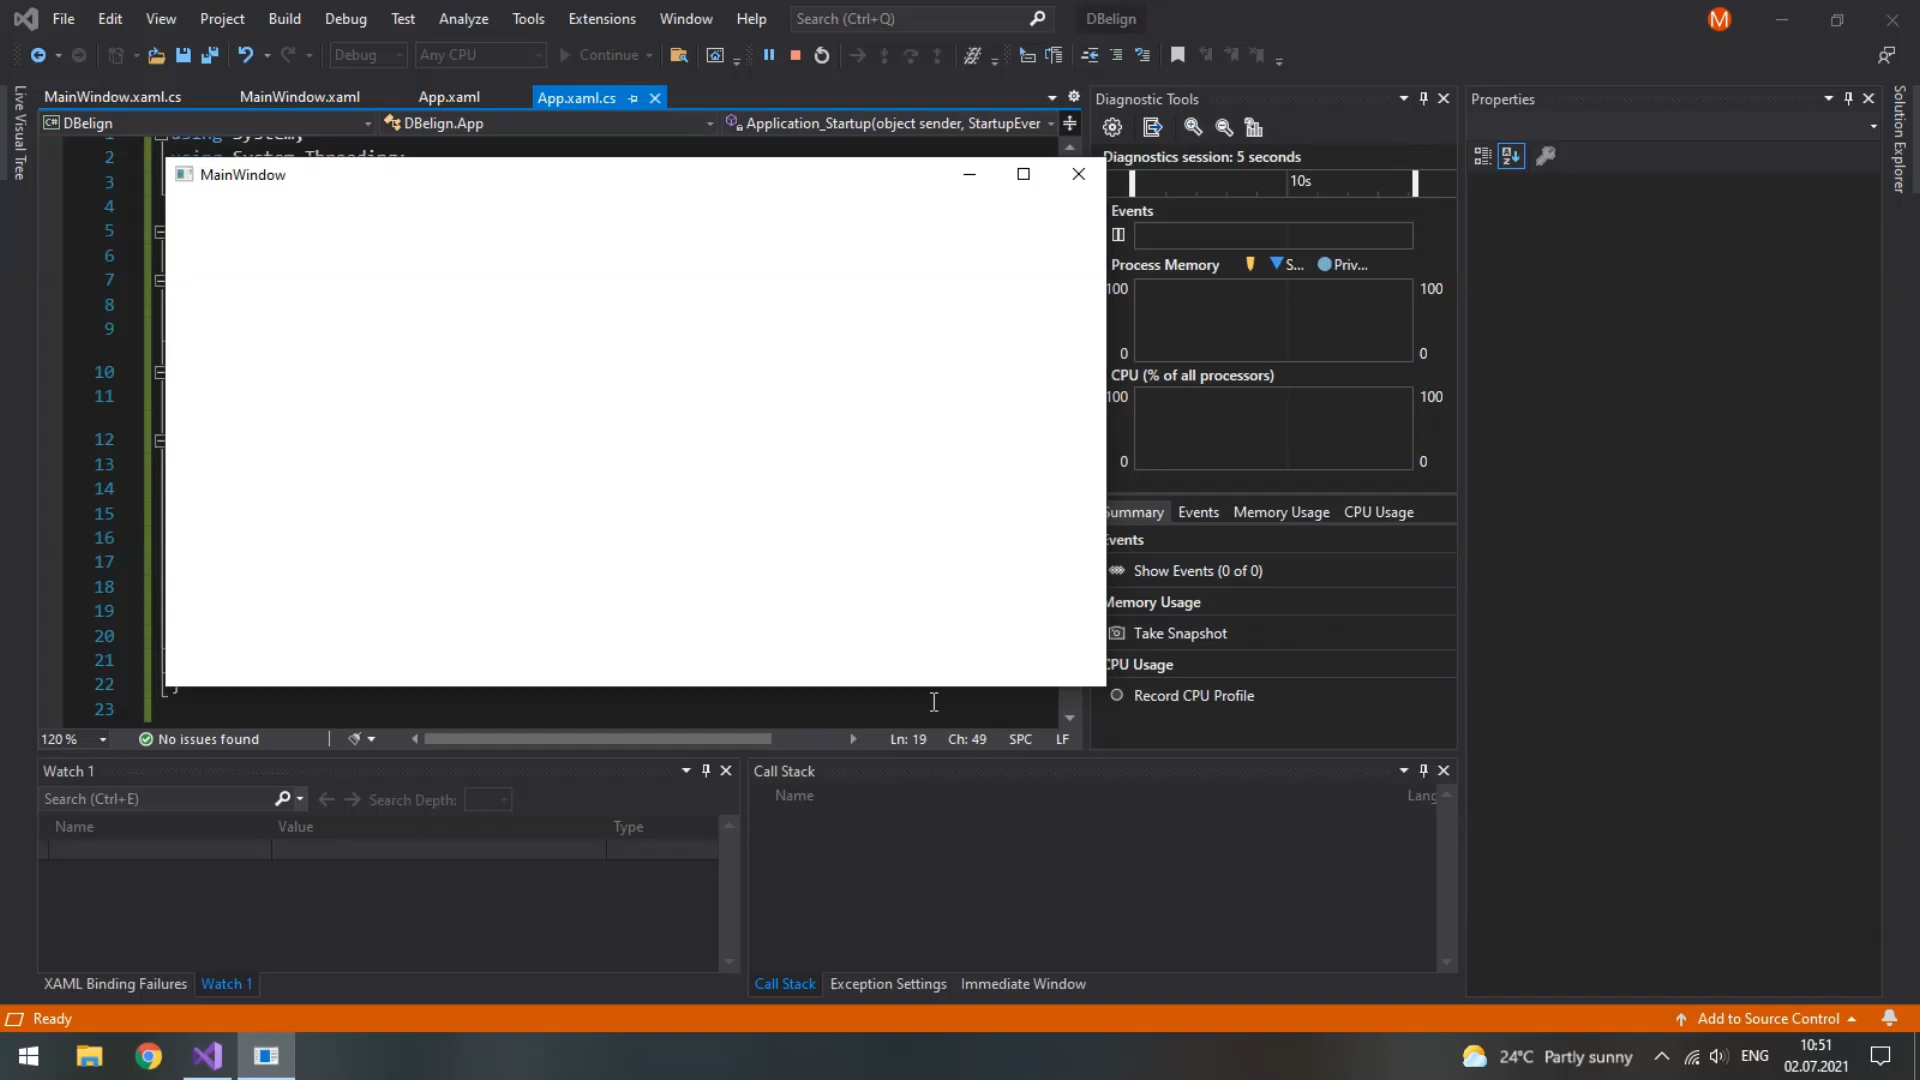 File Edit View Project Build Debug Test Analyze Tools Extensions Window Help Search (Ctrl+Q) DBelign M
Debug Any CPU Continue
Live Visual Tree
MainWindow.xaml.cs MainWindow.xaml App.xaml App.xaml.cs
DBelign DBelign.App Application_Startup(object sender, StartupEver
2
3
4
5
6
7
8
9
10
11
12
13
14
15
16
17
18
19
20
21
22
23
MainWindow
120 % No issues found Ln: 19 Ch: 49 SPC LF
Diagnostic Tools
Diagnostics session: 5 seconds
10s
Events
Process Memory S... Priv...
100 100
0 0
CPU (% of all processors)
100 100
0 0
Summary Events Memory Usage CPU Usage
Events
Show Events (0 of 0)
Memory Usage
Take Snapshot
CPU Usage
Record CPU Profile
Properties
Solution Explorer
Watch 1
Search (Ctrl+E) Search Depth:
Name Value Type
XAML Binding Failures Watch 1
Call Stack
Name Lang
Call Stack Exception Settings Immediate Window
Ready Add to Source Control
24°C Partly sunny ENG 10:51
02.07.2021